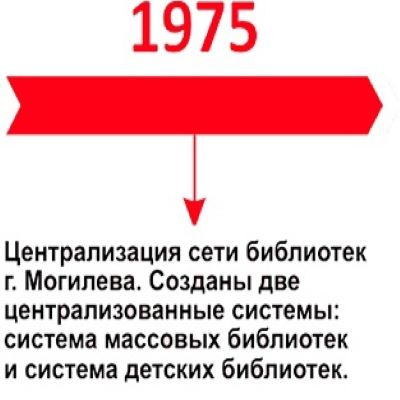 1975
Централизация сети библиотек
г. Могилева. Созданы две
централизованные системы:
система массовых библиотек
и система детских библиотек.